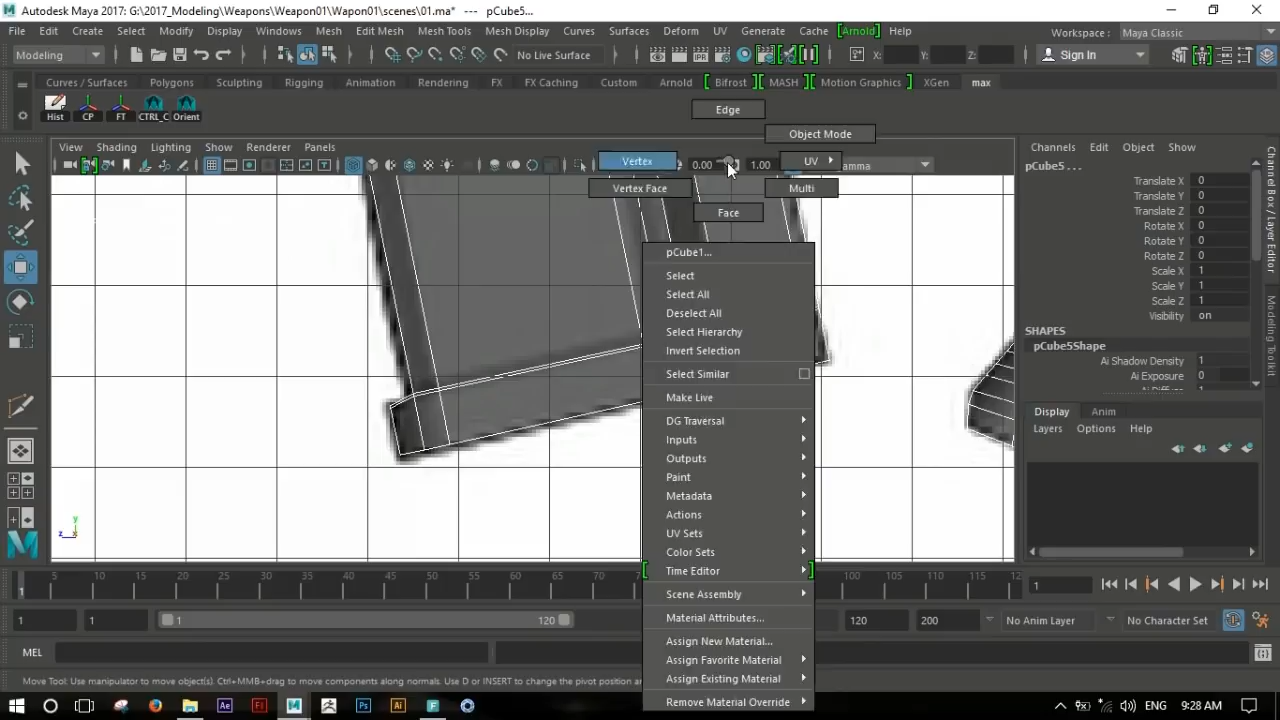 Autodesk Maya 2017: G:\2017_Modeling\Weapons\Weapon01\Wapon01\scenes\01.ma* --- pCube5...
File Edit Create Select Modify Display Windows Mesh Edit Mesh Mesh Tools Mesh Display Curves Surfaces Deform UV Generate Cache Arnold Help
Workspace : Maya Classic
Modeling No Live Surface X: Y: Z: Sign In
Curves / Surfaces Polygons Sculpting Rigging Animation Rendering FX FX Caching Custom Arnold Bifrost MASH Motion Graphics XGen max
Hist CP FT CTRL_C Orient
Edge
Object Mode
Vertex
UV
Vertex Face
Multi
Face
View Shading Lighting Show Renderer Panels
0.00 1.00
pCube1...
Select
Select All
Deselect All
Select Hierarchy
Invert Selection
Select Similar
Make Live
DG Traversal
Inputs
Outputs
Paint
Metadata
Actions
UV Sets
Color Sets
Time Editor
Scene Assembly
Material Attributes...
Assign New Material...
Assign Favorite Material
Assign Existing Material
Remove Material Override
y
z x
Channels Edit Object Show
pCube5...
Translate X 0
Translate Y 0
Translate Z 0
Rotate X 0
Rotate Y 0
Rotate Z 0
Scale X 1
Scale Y 1
Scale Z 1
Visibility on
SHAPES
pCube5Shape
Ai Shadow Density 1
Ai Exposure 0
Channel Box / Layer Editor
Modeling Toolkit
Display Anim
Layers Options Help
5 10 15 20 25 30 35 40 45 50 55 60 65 70 75 100 105 110 115 12
1
1 1 1 120 120 200 No Anim Layer No Character Set
MEL
Move Tool: Use manipulator to move object(s). Ctrl+MMB+drag to move components along normals. Use D or INSERT to change the pivot position
ENG 9:28 AM